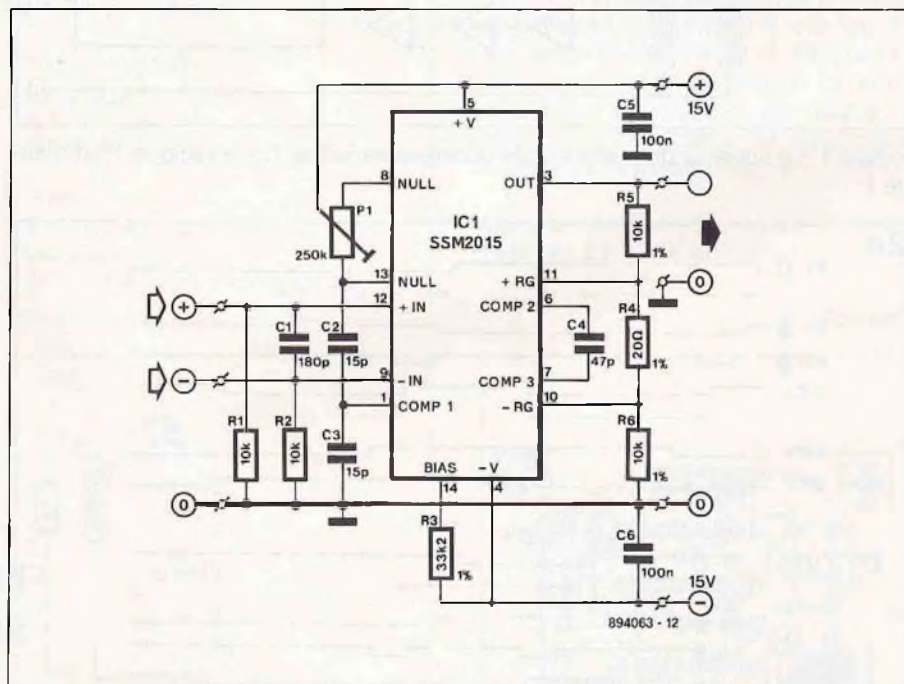 5
+ V
+
15V
C5
100n
8
NULL
OUT
3
P1
250k
IC1
SSM2015
R5
10k
1%
13
NULL
+ RG
11
0
+
12
+ IN
COMP 2
6
C1
180p
C2
15p
R4
20Ω
1%
C4
47p
−
9
− IN
COMP 3
7
1
COMP 1
− RG
10
R1
10k
R2
10k
C3
15p
R6
10k
1%
BIAS
− V
14
4
0
0
R3
33k2
1%
C6
100n
15V
−
894063 - 12